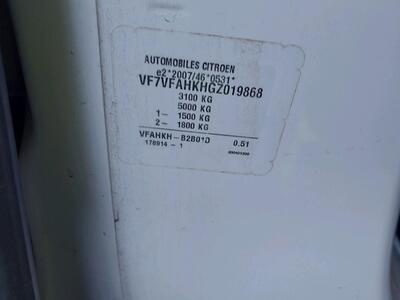 AUTOMOBILES CITROEN
e2*2007/46*0531*
VF7VFAHKHGZ019868
3100 KG
5000 KG
1- 1500 KG
2- 1800 KG
VFAHKH-B2B01D 0.51
178914 - 1